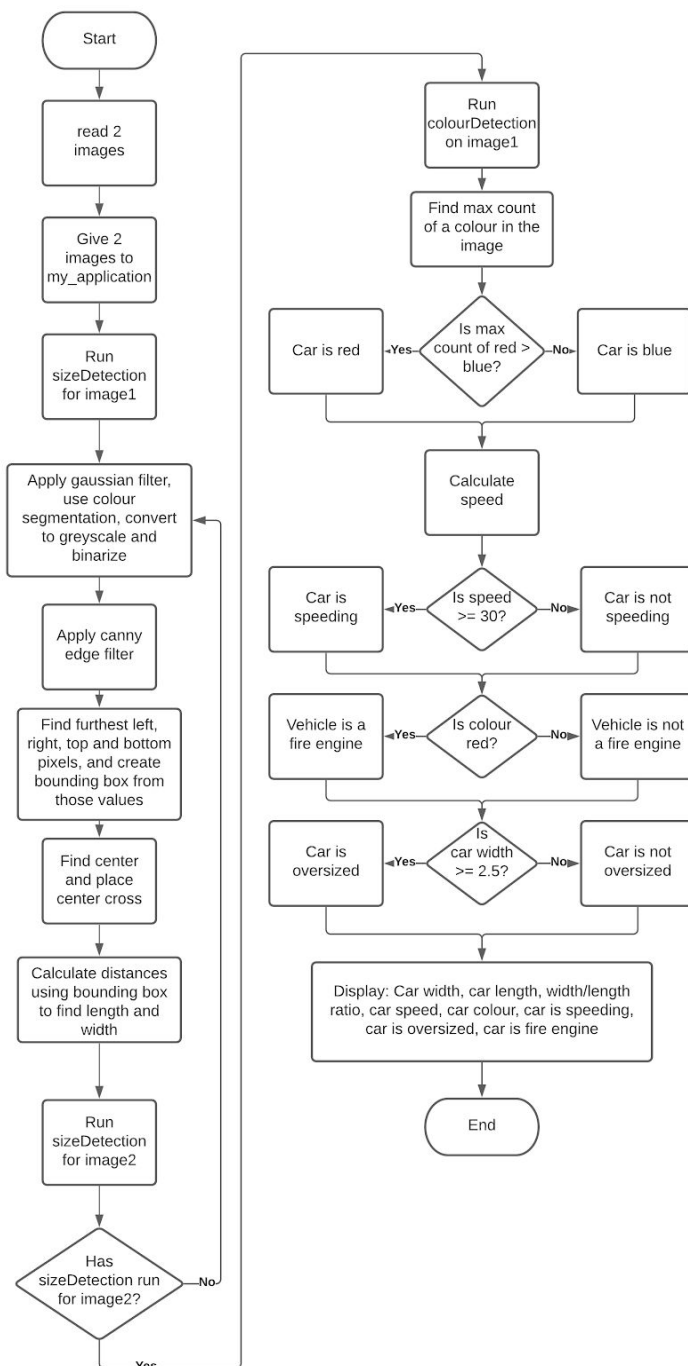 Start
read 2
images
Give 2
images to
my_application
Run
sizeDetection
for image1
Apply gaussian filter,
use colour
segmentation, convert
to greyscale and
binarize
Apply canny
edge filter
Find furthest left,
right, top and bottom
pixels, and create
bounding box from
those values
Find center
and place
center cross
Calculate distances
using bounding box
to find length and
width
Run
sizeDetection
for image2
Has
sizeDetection run
for image2?
No
Yes
Run
colourDetection
on image1
Find max count
of a colour in the
image
Is max
count of red >
blue?
Yes
No
Car is red
Car is blue
Calculate
speed
Is speed
>= 30?
Yes
No
Car is
speeding
Car is not
speeding
Is colour
red?
Yes
No
Vehicle is a
fire engine
Vehicle is not
a fire engine
Is
car width
>= 2.5?
Yes
No
Car is
oversized
Car is not
oversized
Display: Car width, car length, width/length
ratio, car speed, car colour, car is speeding,
car is oversized, car is fire engine
End